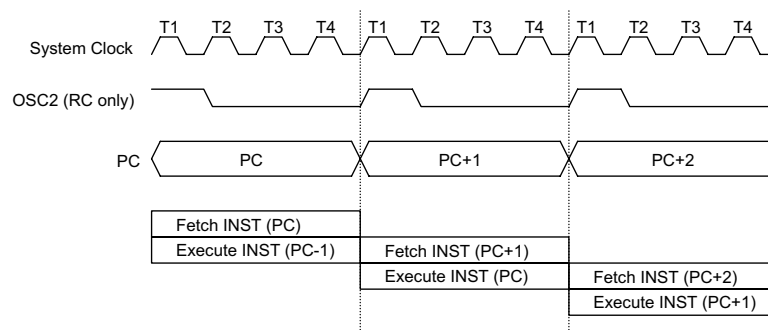 T1 T2 T3 T4 T1 T2 T3 T4 T1 T2 T3 T4
System Clock
OSC2 (RC only)
PC PC PC+1 PC+2
Fetch INST (PC)
Execute INST (PC-1) Fetch INST (PC+1)
Execute INST (PC) Fetch INST (PC+2)
Execute INST (PC+1)